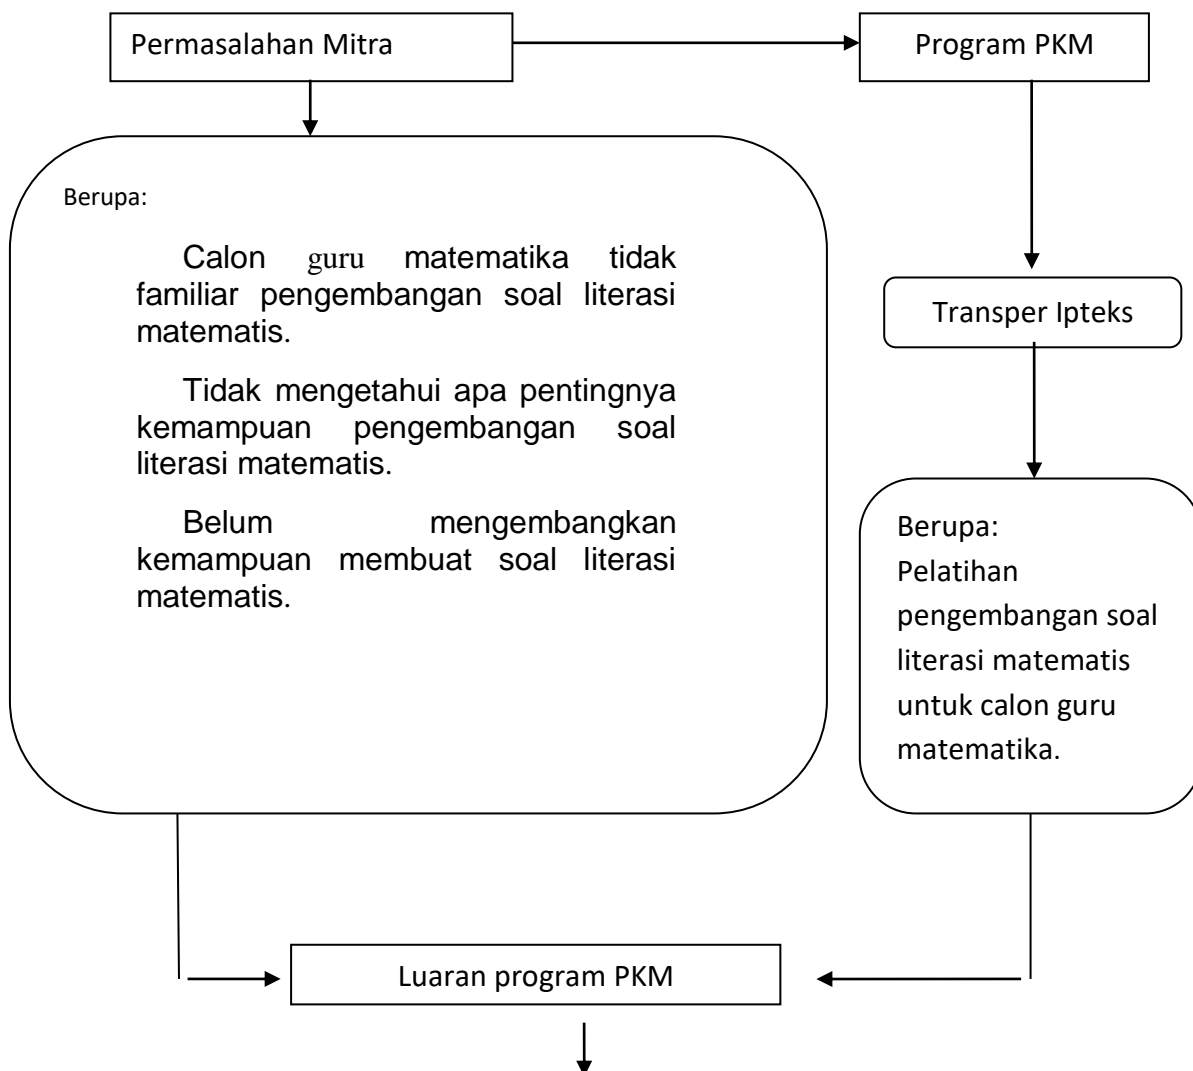 Permasalahan Mitra
Program PKM
Berupa:
Calon guru matematika tidak
familiar pengembangan soal literasi
matematis.
Tidak mengetahui apa pentingnya
kemampuan pengembangan soal
literasi matematis.
Belum mengembangkan
kemampuan membuat soal literasi
matematis.
Transper Ipteks
Berupa:
Pelatihan
pengembangan soal
literasi matematis
untuk calon guru
matematika.
Luaran program PKM